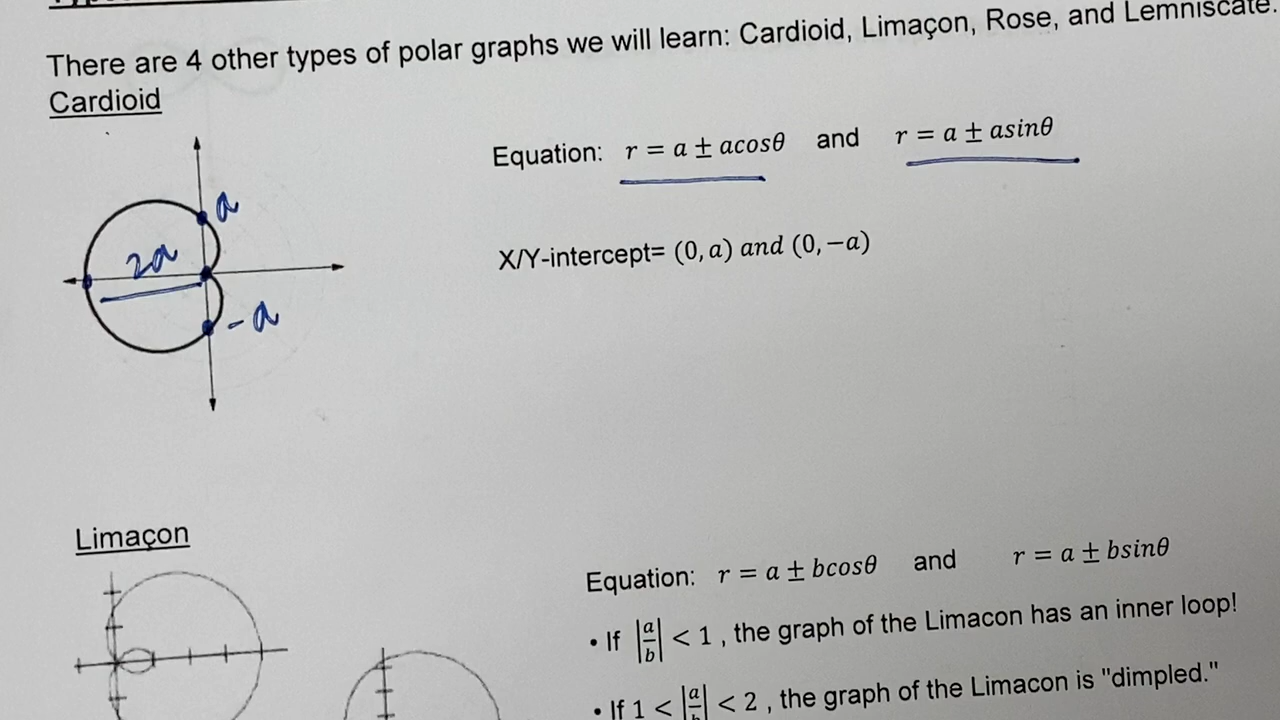 There are 4 other types of polar graphs we will learn: Cardioid, Limaçon, Rose, and Lemniscate.
Cardioid
Equation: r = a ± acosθ and r = a ± asinθ
a
2a
X/Y-intercept= (0, a) and (0, −a)
-a
Limaçon
Equation: r = a ± bcosθ and r = a ± bsinθ
• If |a/b| < 1 , the graph of the Limacon has an inner loop!
• If 1 < |a/b| < 2 , the graph of the Limacon is "dimpled."